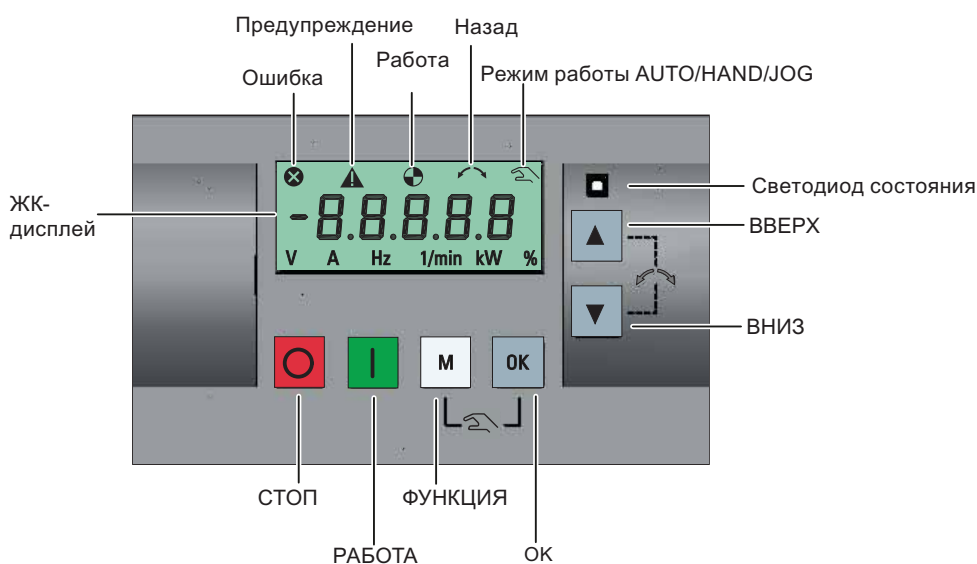 Предупреждение
Назад
Работа
Ошибка
Режим работы AUTO/HAND/JOG
ЖК-
дисплей
-8.8.8.8.8
V A Hz 1/min kW %
Светодиод состояния
ВВЕРХ
ВНИЗ
M
OK
СТОП
ФУНКЦИЯ
РАБОТА
OK